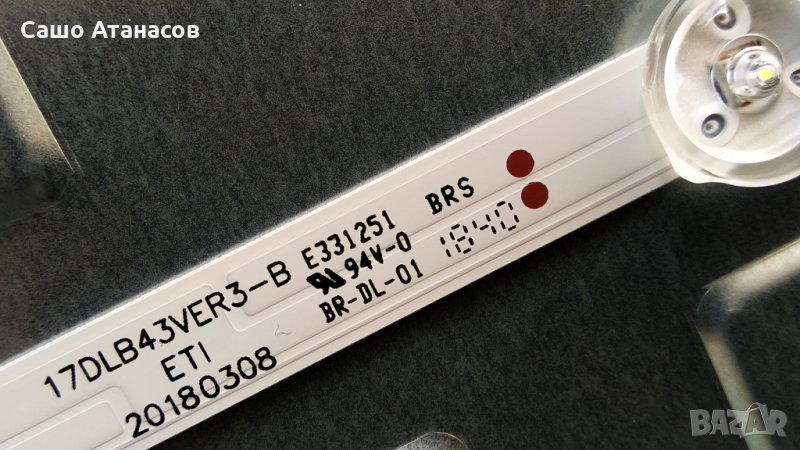 Сашо Атанасов
17DLB43VER3-B
ETI
20180308
E331251 BRS
94V-0
BR-DL-01 1840
BAZAR